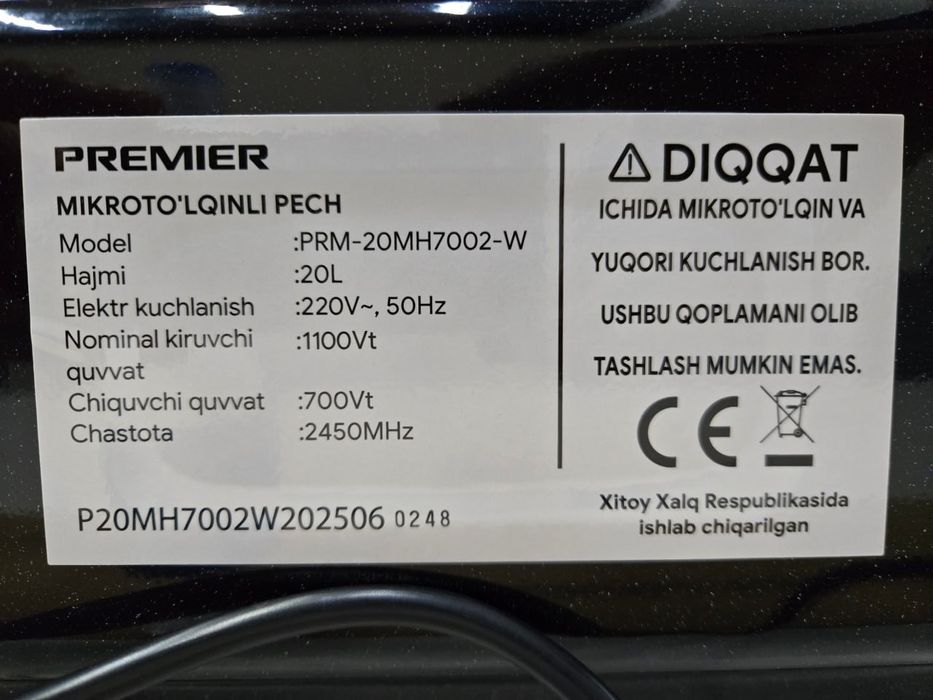 PREMIER
MIKROTO'LQINLI PECH
Model :PRM-20MH7002-W
Hajmi :20L
Elektr kuchlanish :220V~, 50Hz
Nominal kiruvchi :1100Vt
quvvat
Chiquvchi quvvat :700Vt
Chastota :2450MHz
P20MH7002W202506 0248
⚠ DIQQAT
ICHIDA MIKROTO'LQIN VA
YUQORI KUCHLANISH BOR.
USHBU QOPLAMANI OLIB
TASHLASH MUMKIN EMAS.
CE
Xitoy Xalq Respublikasida
ishlab chiqarilgan